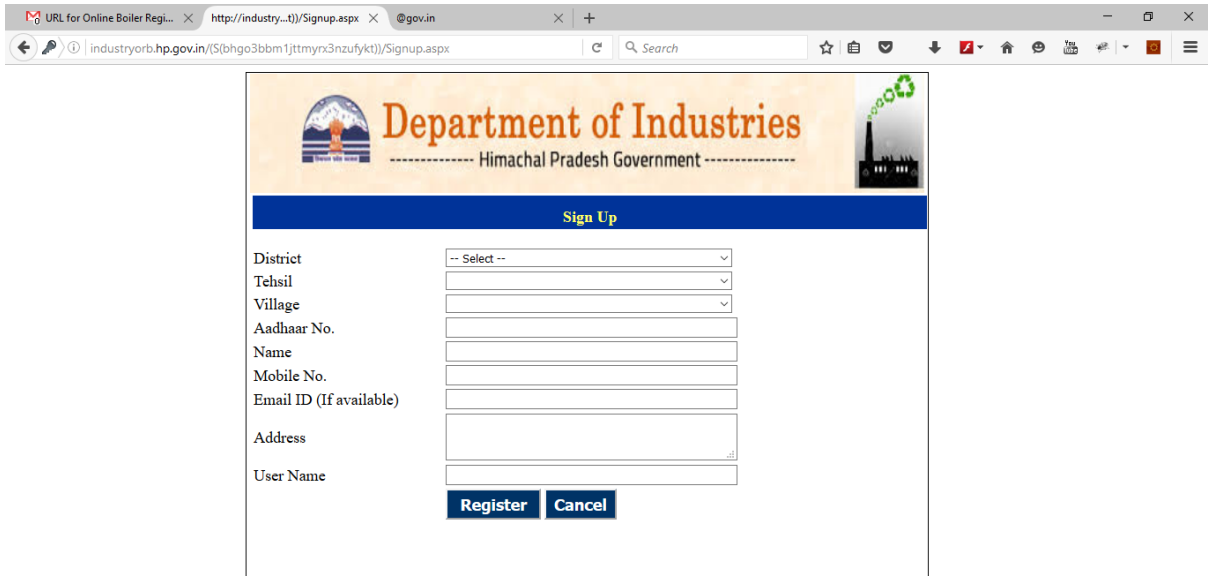 URL for Online Boiler Regi...
http://industry...t))/Signup.aspx
@gov.in
industryorb.hp.gov.in/(S(bhgo3bbm1jttmyrx3nzufykt))/Signup.aspx
Search
You Tube
Department of Industries
-------------- Himachal Pradesh Government ---------------
Sign Up
District
-- Select --
Tehsil
Village
Aadhaar No.
Name
Mobile No.
Email ID (If available)
Address
User Name
Register Cancel